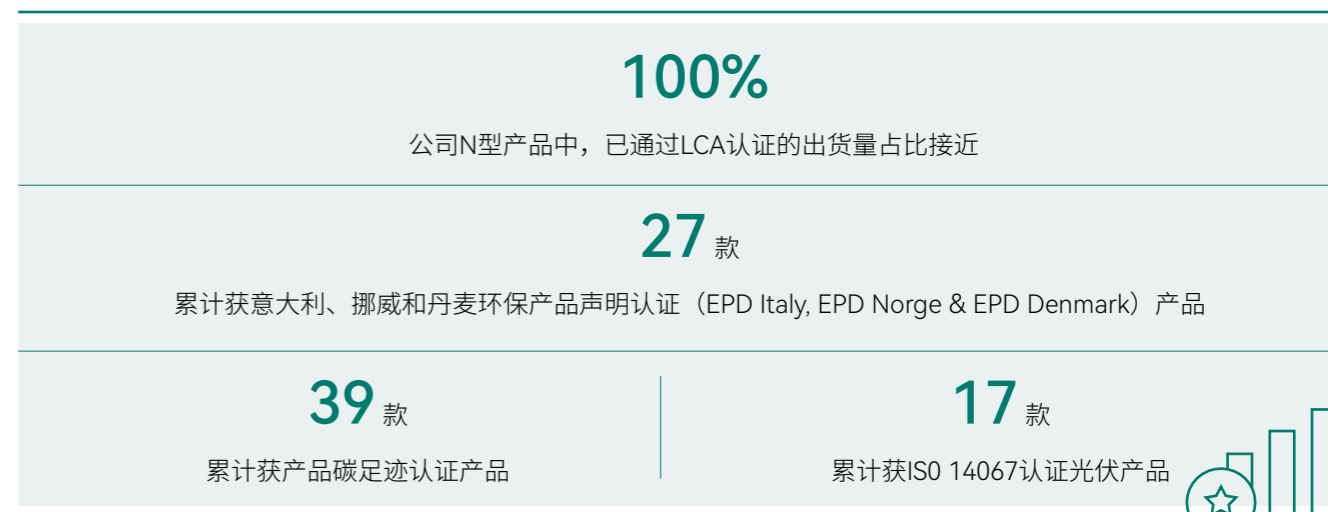 100%
公司N型产品中，已通过LCA认证的出货量占比接近
27 款
累计获意大利、挪威和丹麦环保产品声明认证（EPD Italy, EPD Norge & EPD Denmark）产品
39 款
累计获产品碳足迹认证产品
17 款
累计获IS0 14067认证光伏产品